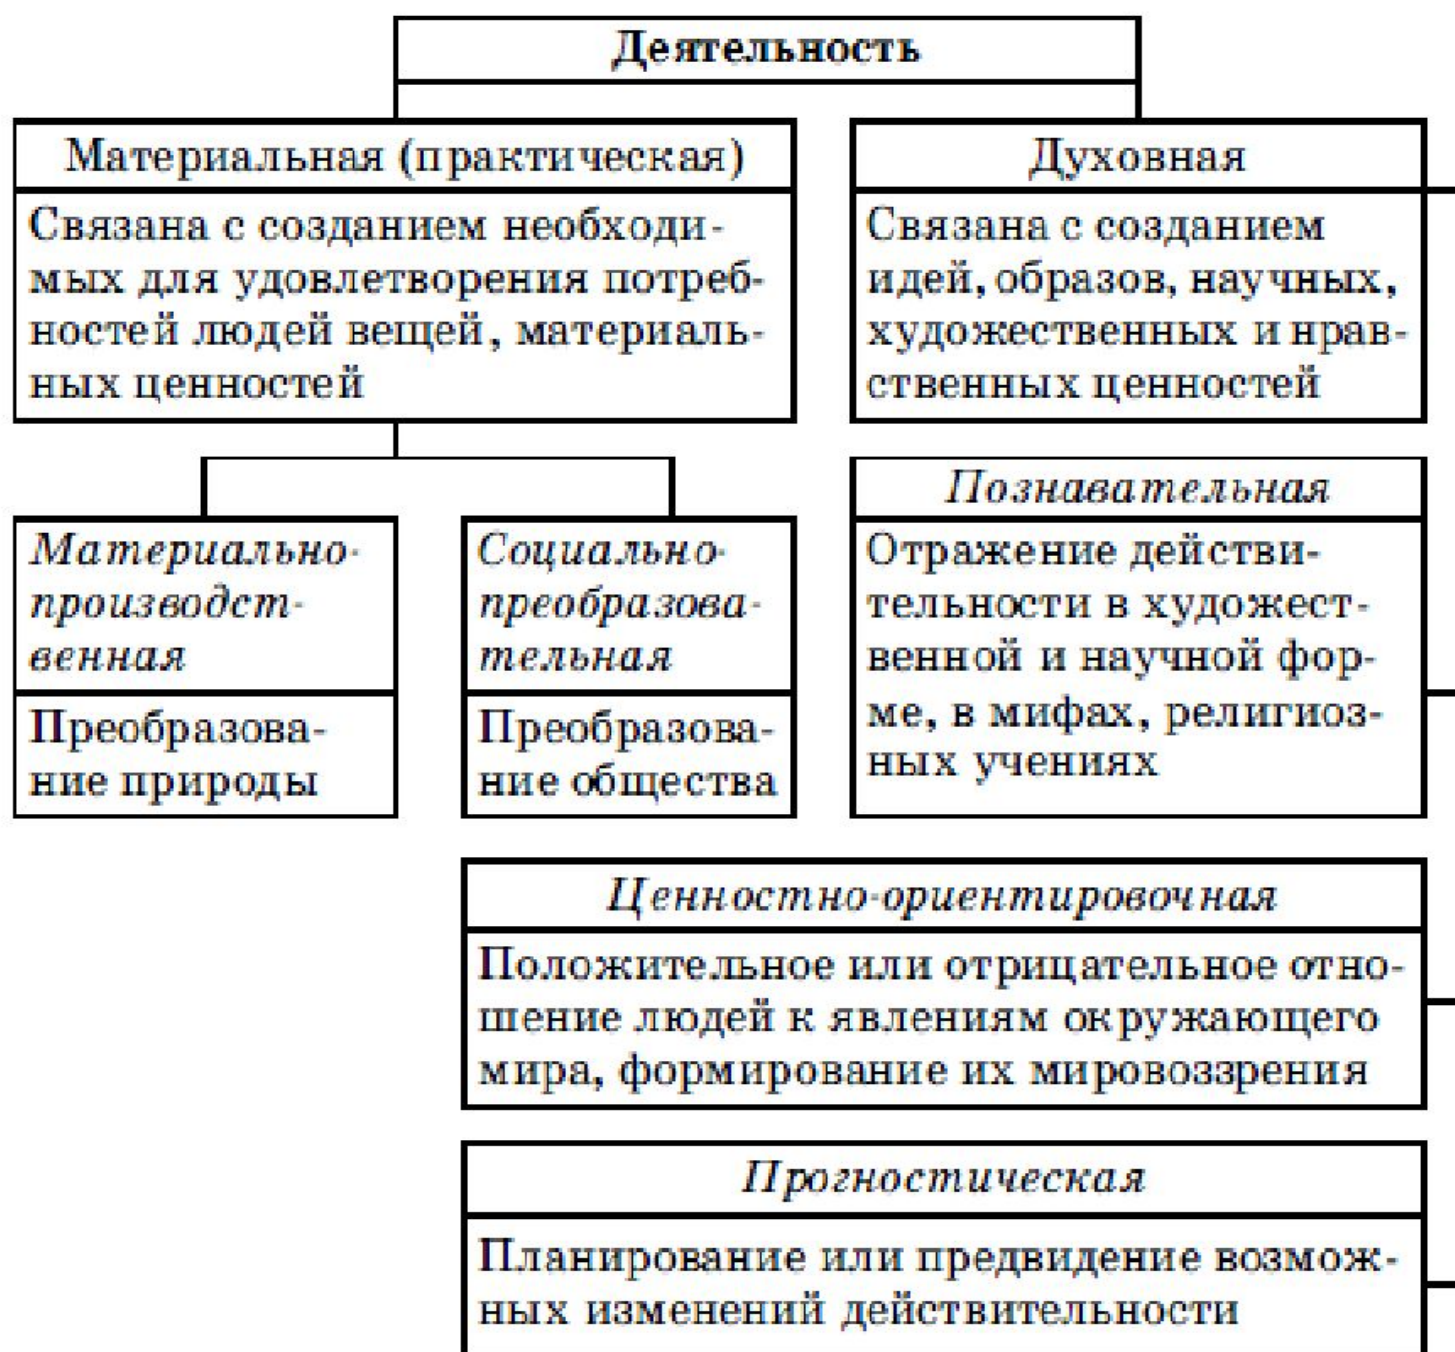 Деятельность
Материальная (практическая)
Связана с созданием необходи-
мых для удовлетворения потреб-
ностей людей вещей, материаль-
ных ценностей
Духовная
Связана с созданием
идей, образов, научных,
художественных и нрав-
ственных ценностей
Материально-
производст-
венная
Преобразова-
ние природы
Социально-
преобразова-
тельная
Преобразова-
ние общества
Познавательная
Отражение действи-
тельности в художест-
венной и научной фор-
ме, в мифах, религиоз-
ных учениях
Ценностно-ориентировочная
Положительное или отрицательное отно-
шение людей к явлениям окружающего
мира, формирование их мировоззрения
Прогностическая
Планирование или предвидение возмож-
ных изменений действительности